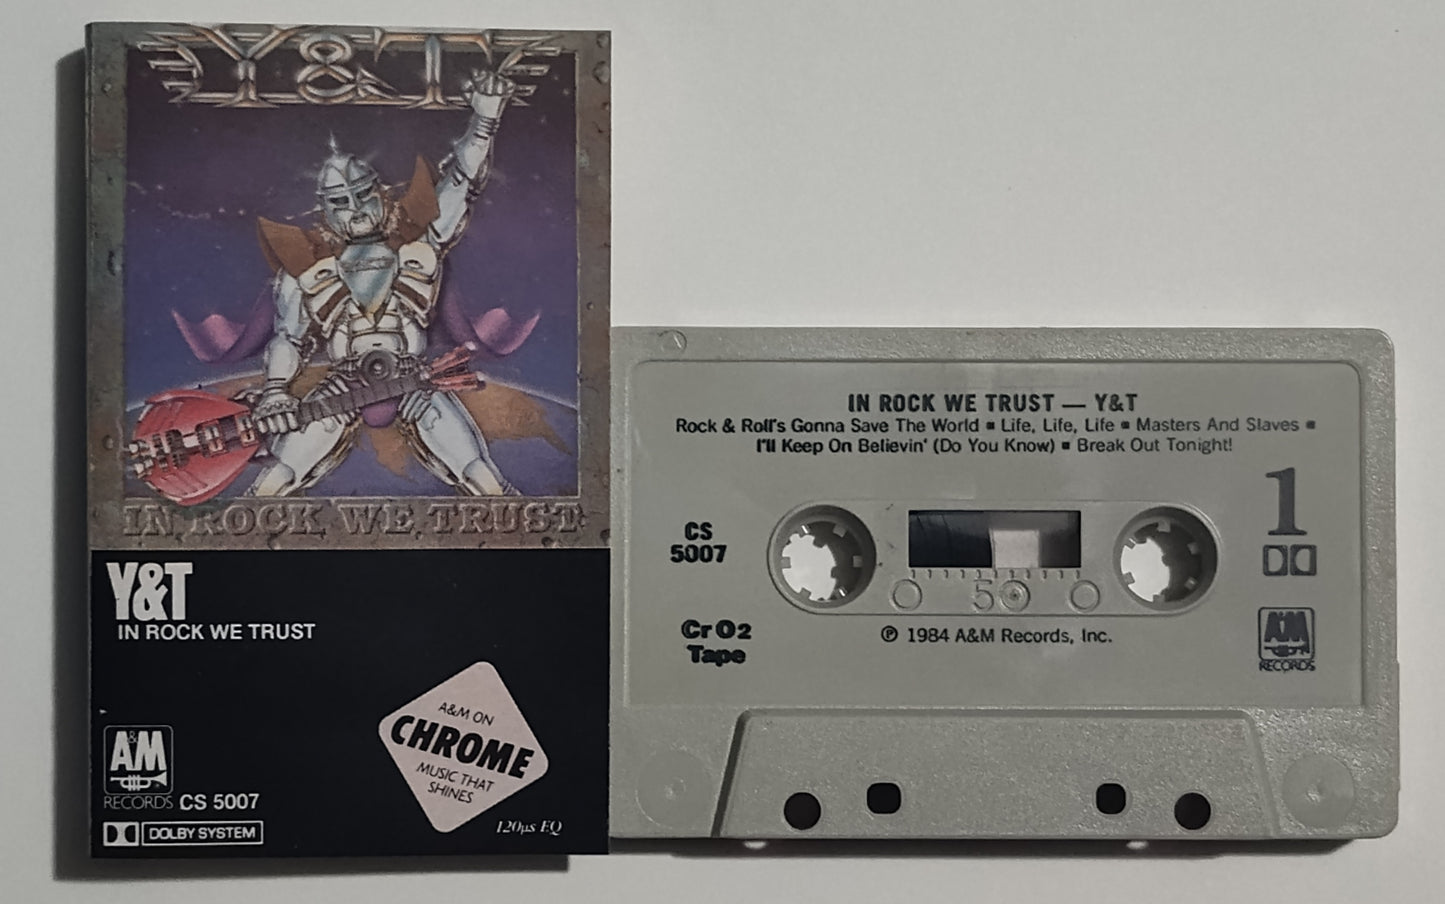 Y&T
IN ROCK WE TRUST
Y&T
IN ROCK WE TRUST
A&M ON
CHROME
MUSIC THAT
SHINES
A&M
RECORDS CS 5007
DOLBY SYSTEM
120µs EQ
IN ROCK WE TRUST — Y&T
Rock & Roll's Gonna Save The World ■ Life, Life, Life ■ Masters And Slaves ■
I'll Keep On Believin' (Do You Know) ■ Break Out Tonight!
1
CS
5007
50
CrO2
Tape
℗ 1984 A&M Records, Inc.
A&M
RECORDS